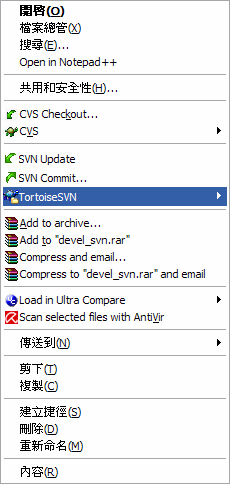 開啓(O)
檔案總管(X)
搜尋(E)...
Open in Notepad++
共用和安全性(H)...
CVS Checkout...
CVS
SVN Update
SVN Commit...
TortoiseSVN
Add to archive...
Add to "devel_svn.rar"
Compress and email...
Compress to "devel_svn.rar" and email
Load in Ultra Compare
Scan selected files with AntiVir
傳送到(N)
剪下(T)
複製(C)
建立捷徑(S)
刪除(D)
重新命名(M)
內容(R)